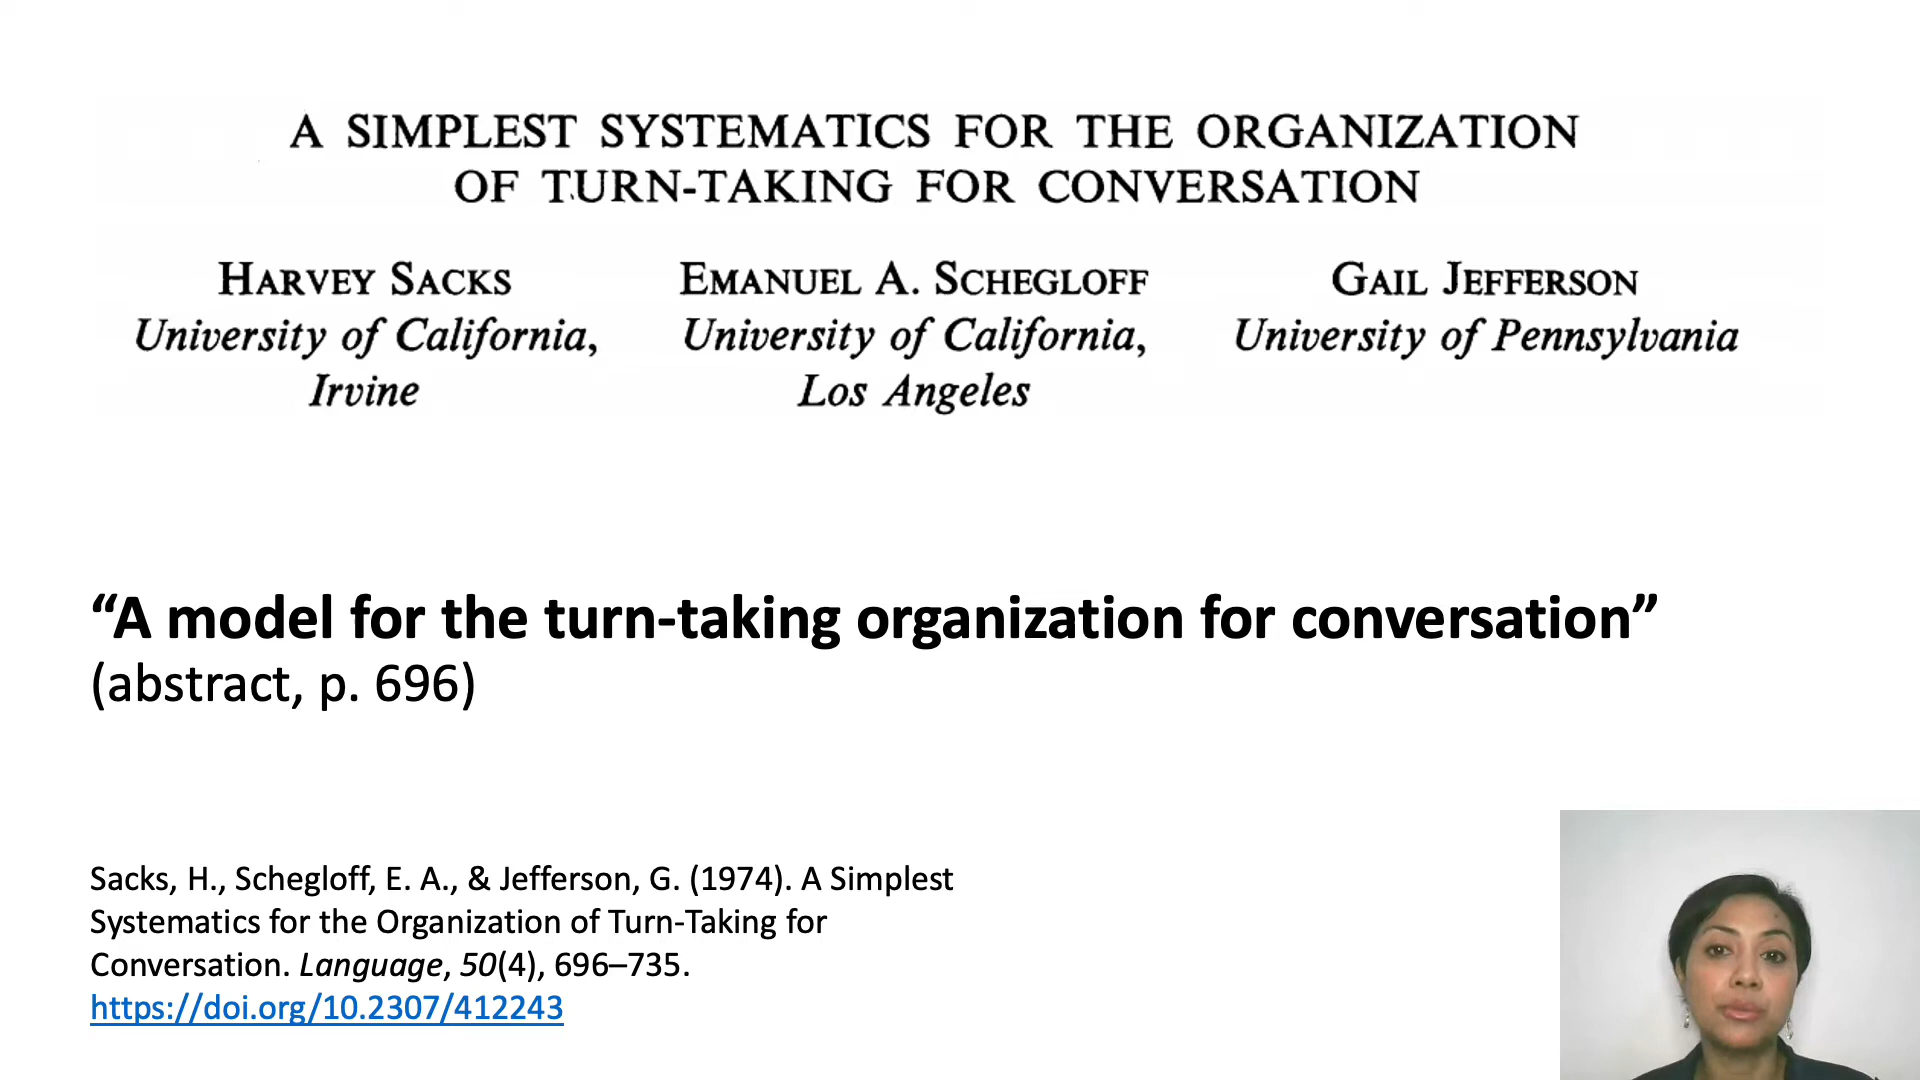 A SIMPLEST SYSTEMATICS FOR THE ORGANIZATION
OF TURN-TAKING FOR CONVERSATION
HARVEY SACKS
University of California,
Irvine
EMANUEL A. SCHEGLOFF
University of California,
Los Angeles
GAIL JEFFERSON
University of Pennsylvania
“A model for the turn-taking organization for conversation”
(abstract, p. 696)
Sacks, H., Schegloff, E. A., & Jefferson, G. (1974). A Simplest
Systematics for the Organization of Turn-Taking for
Conversation. Language, 50(4), 696–735.
https://doi.org/10.2307/412243